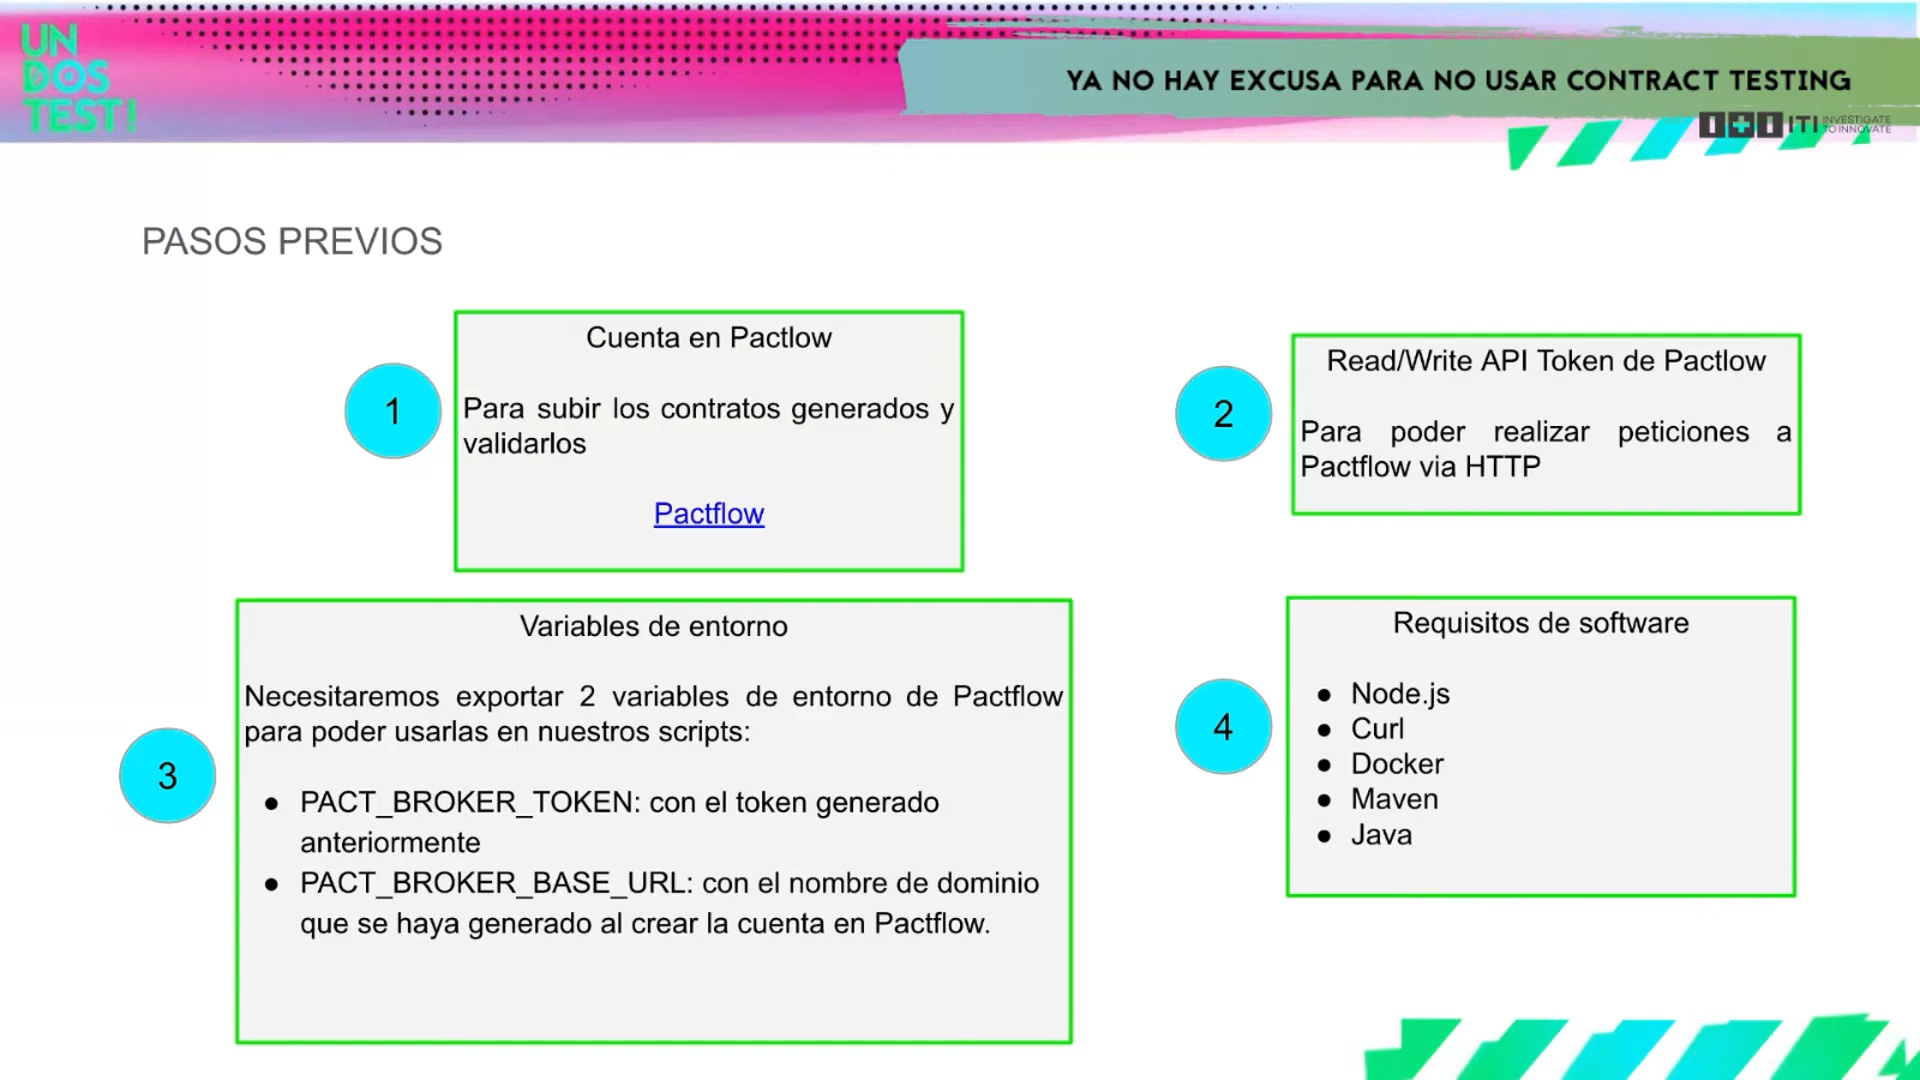 UN
DOS
TEST!
YA NO HAY EXCUSA PARA NO USAR CONTRACT TESTING
ITI INVESTIGATE
TO INNOVATE
PASOS PREVIOS
1
Cuenta en Pactlow
Para subir los contratos generados y
validarlos
Pactflow
2
Read/Write API Token de Pactlow
Para poder realizar peticiones a
Pactflow via HTTP
3
Variables de entorno
Necesitaremos exportar 2 variables de entorno de Pactflow
para poder usarlas en nuestros scripts:
● PACT_BROKER_TOKEN: con el token generado
anteriormente
● PACT_BROKER_BASE_URL: con el nombre de dominio
que se haya generado al crear la cuenta en Pactflow.
4
Requisitos de software
● Node.js
● Curl
● Docker
● Maven
● Java